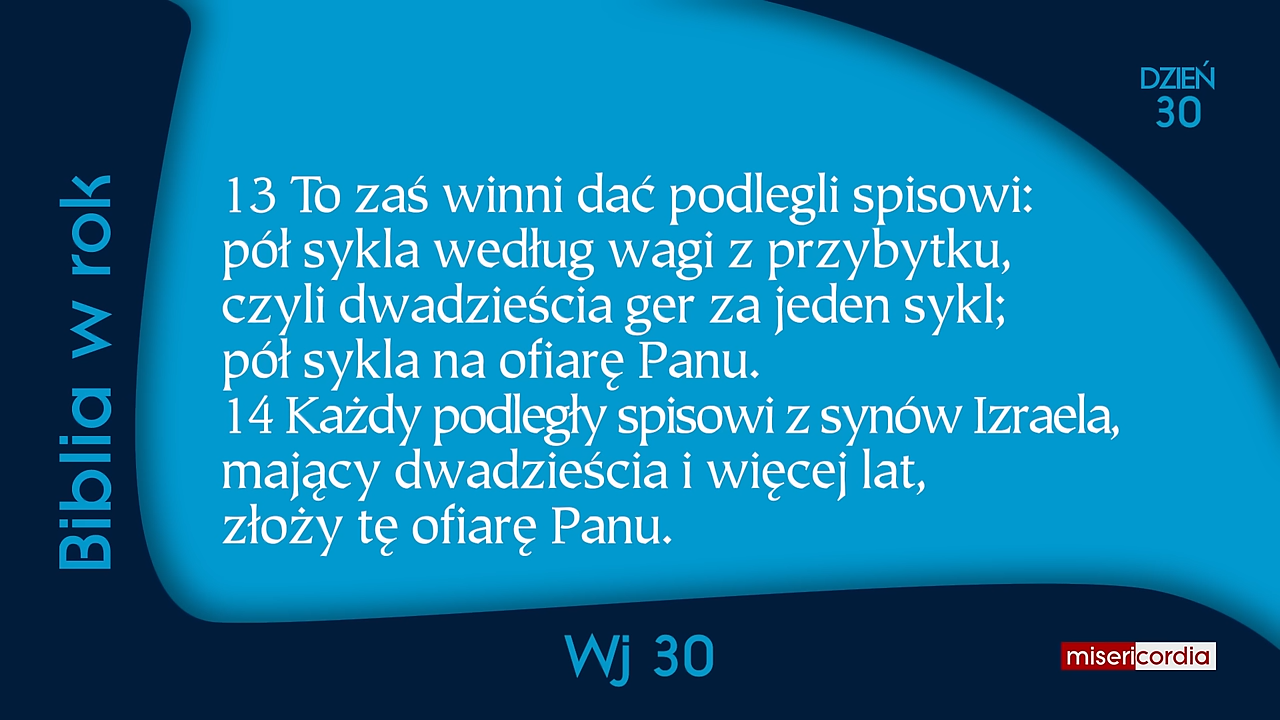 DZIEŃ
30
Biblia w rok
13 To zaś winni dać podlegli spisowi:
pół sykla według wagi z przybytku,
czyli dwadzieścia ger za jeden sykl;
pół sykla na ofiarę Panu.
14 Każdy podległy spisowi z synów Izraela,
mający dwadzieścia i więcej lat,
złoży tę ofiarę Panu.
Wj 30
misericordia